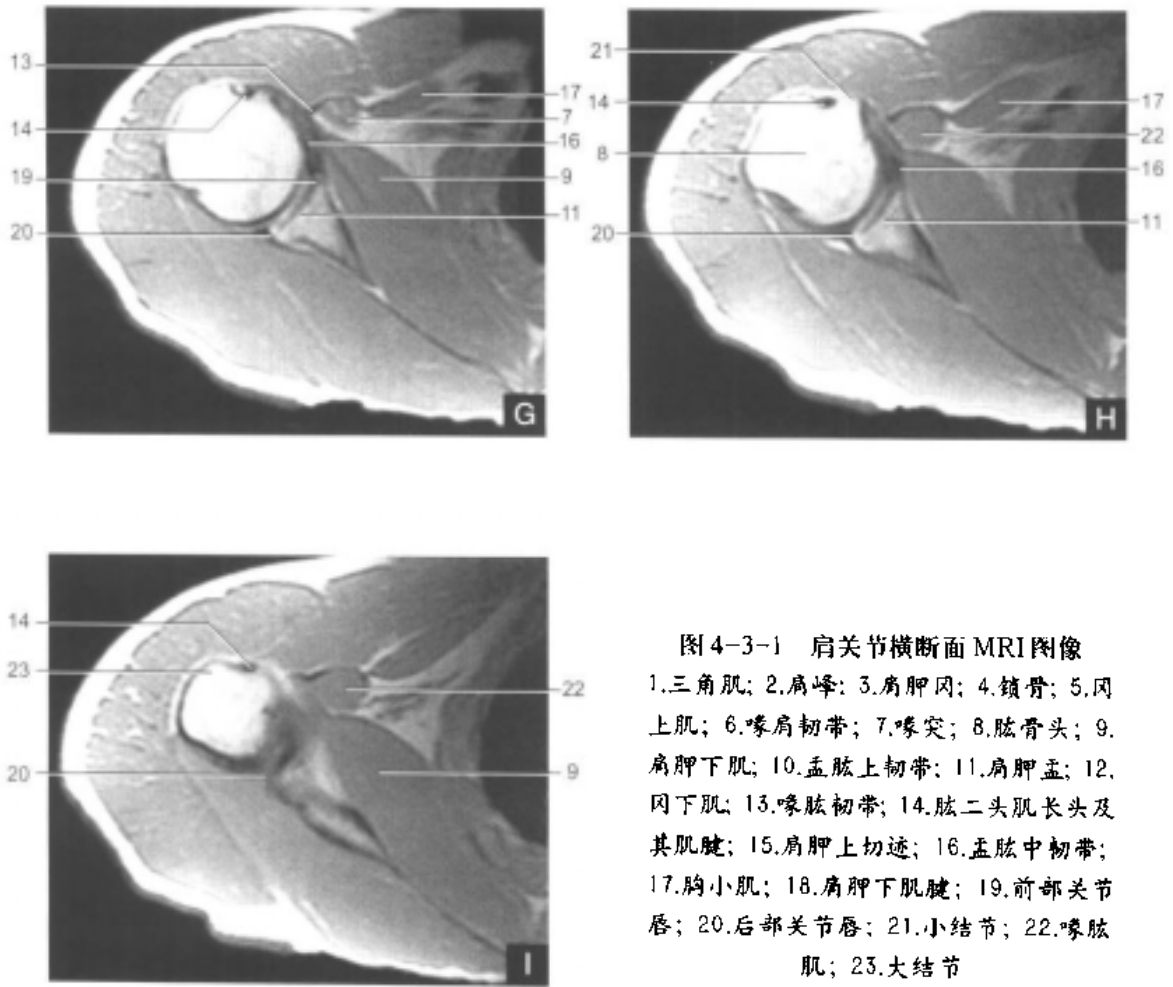 13
14
19
20
17
7
16
9
11
G
21
14
8
20
17
22
16
11
H
14
23
20
22
9
I
图4-3-1 肩关节横断面MRI图像
1.三角肌; 2.肩峰; 3.肩胛冈; 4.锁骨; 5.冈
上肌; 6.喙肩韧带; 7.喙突; 8.肱骨头; 9.
肩胛下肌; 10.盂肱上韧带; 11.肩胛盂; 12.
冈下肌; 13.喙肱韧带; 14.肱二头肌长头及
其肌腱; 15.肩胛上切迹; 16.盂肱中韧带;
17.胸小肌; 18.肩胛下肌腱; 19.前部关节
唇; 20.后部关节唇; 21.小结节; 22.喙肱
肌; 23.大结节